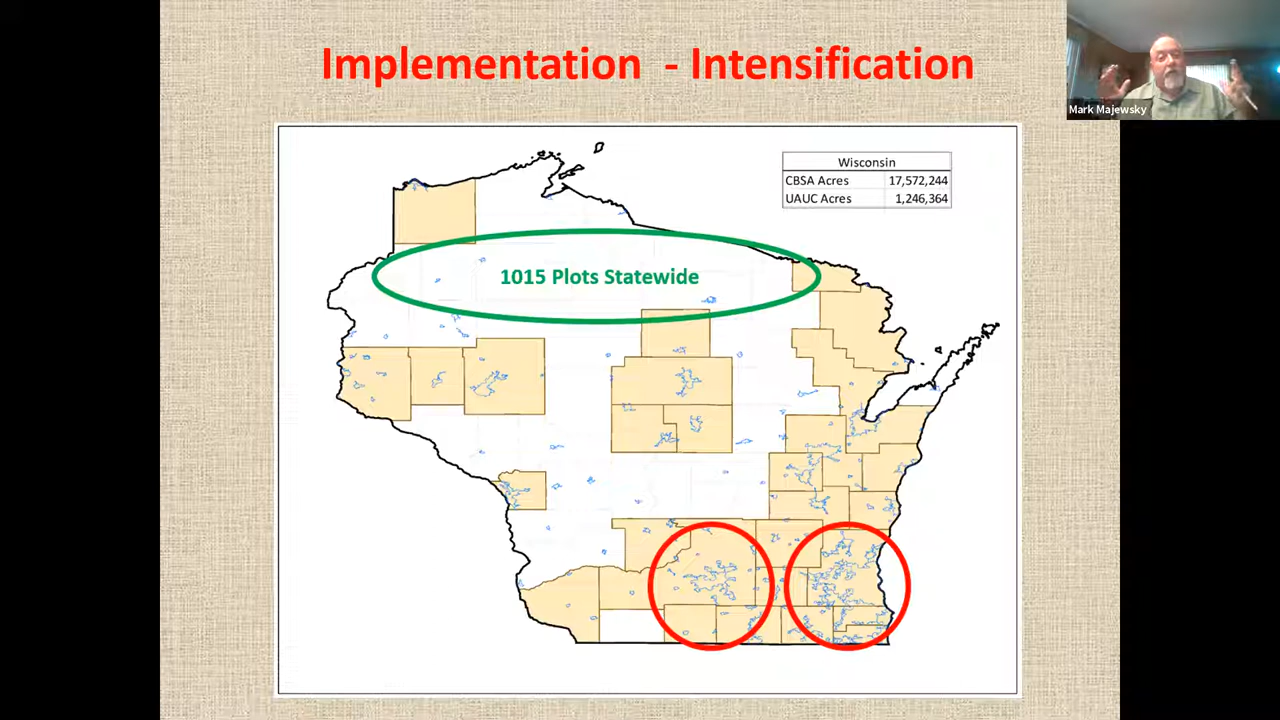 Implementation - Intensification
Mark Majewsky
Wisconsin
CBSA Acres 17,572,244
UAUC Acres 1,246,364
1015 Plots Statewide